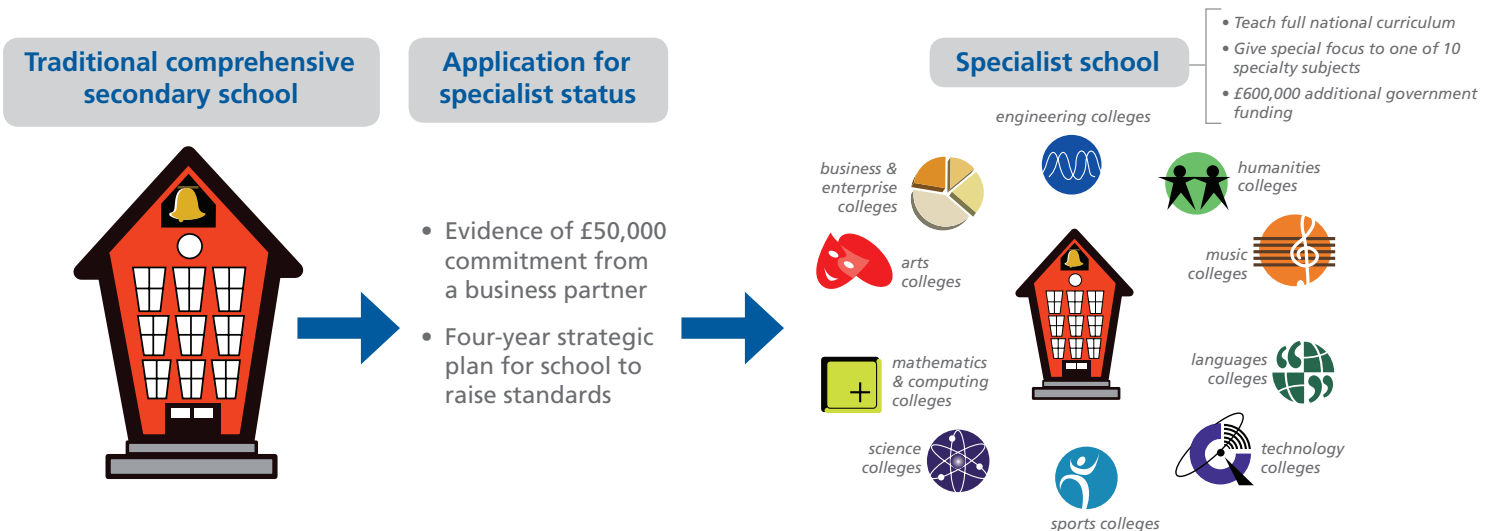 Traditional comprehensive
secondary school
Application for
specialist status
• Evidence of £50,000
commitment from
a business partner
• Four-year strategic
plan for school to
raise standards
Specialist school
• Teach full national curriculum
• Give special focus to one of 10
specialty subjects
• £600,000 additional government
funding
engineering colleges
business &
enterprise
colleges
humanities
colleges
arts
colleges
music
colleges
mathematics
& computing
colleges
languages
colleges
science
colleges
technology
colleges
sports colleges